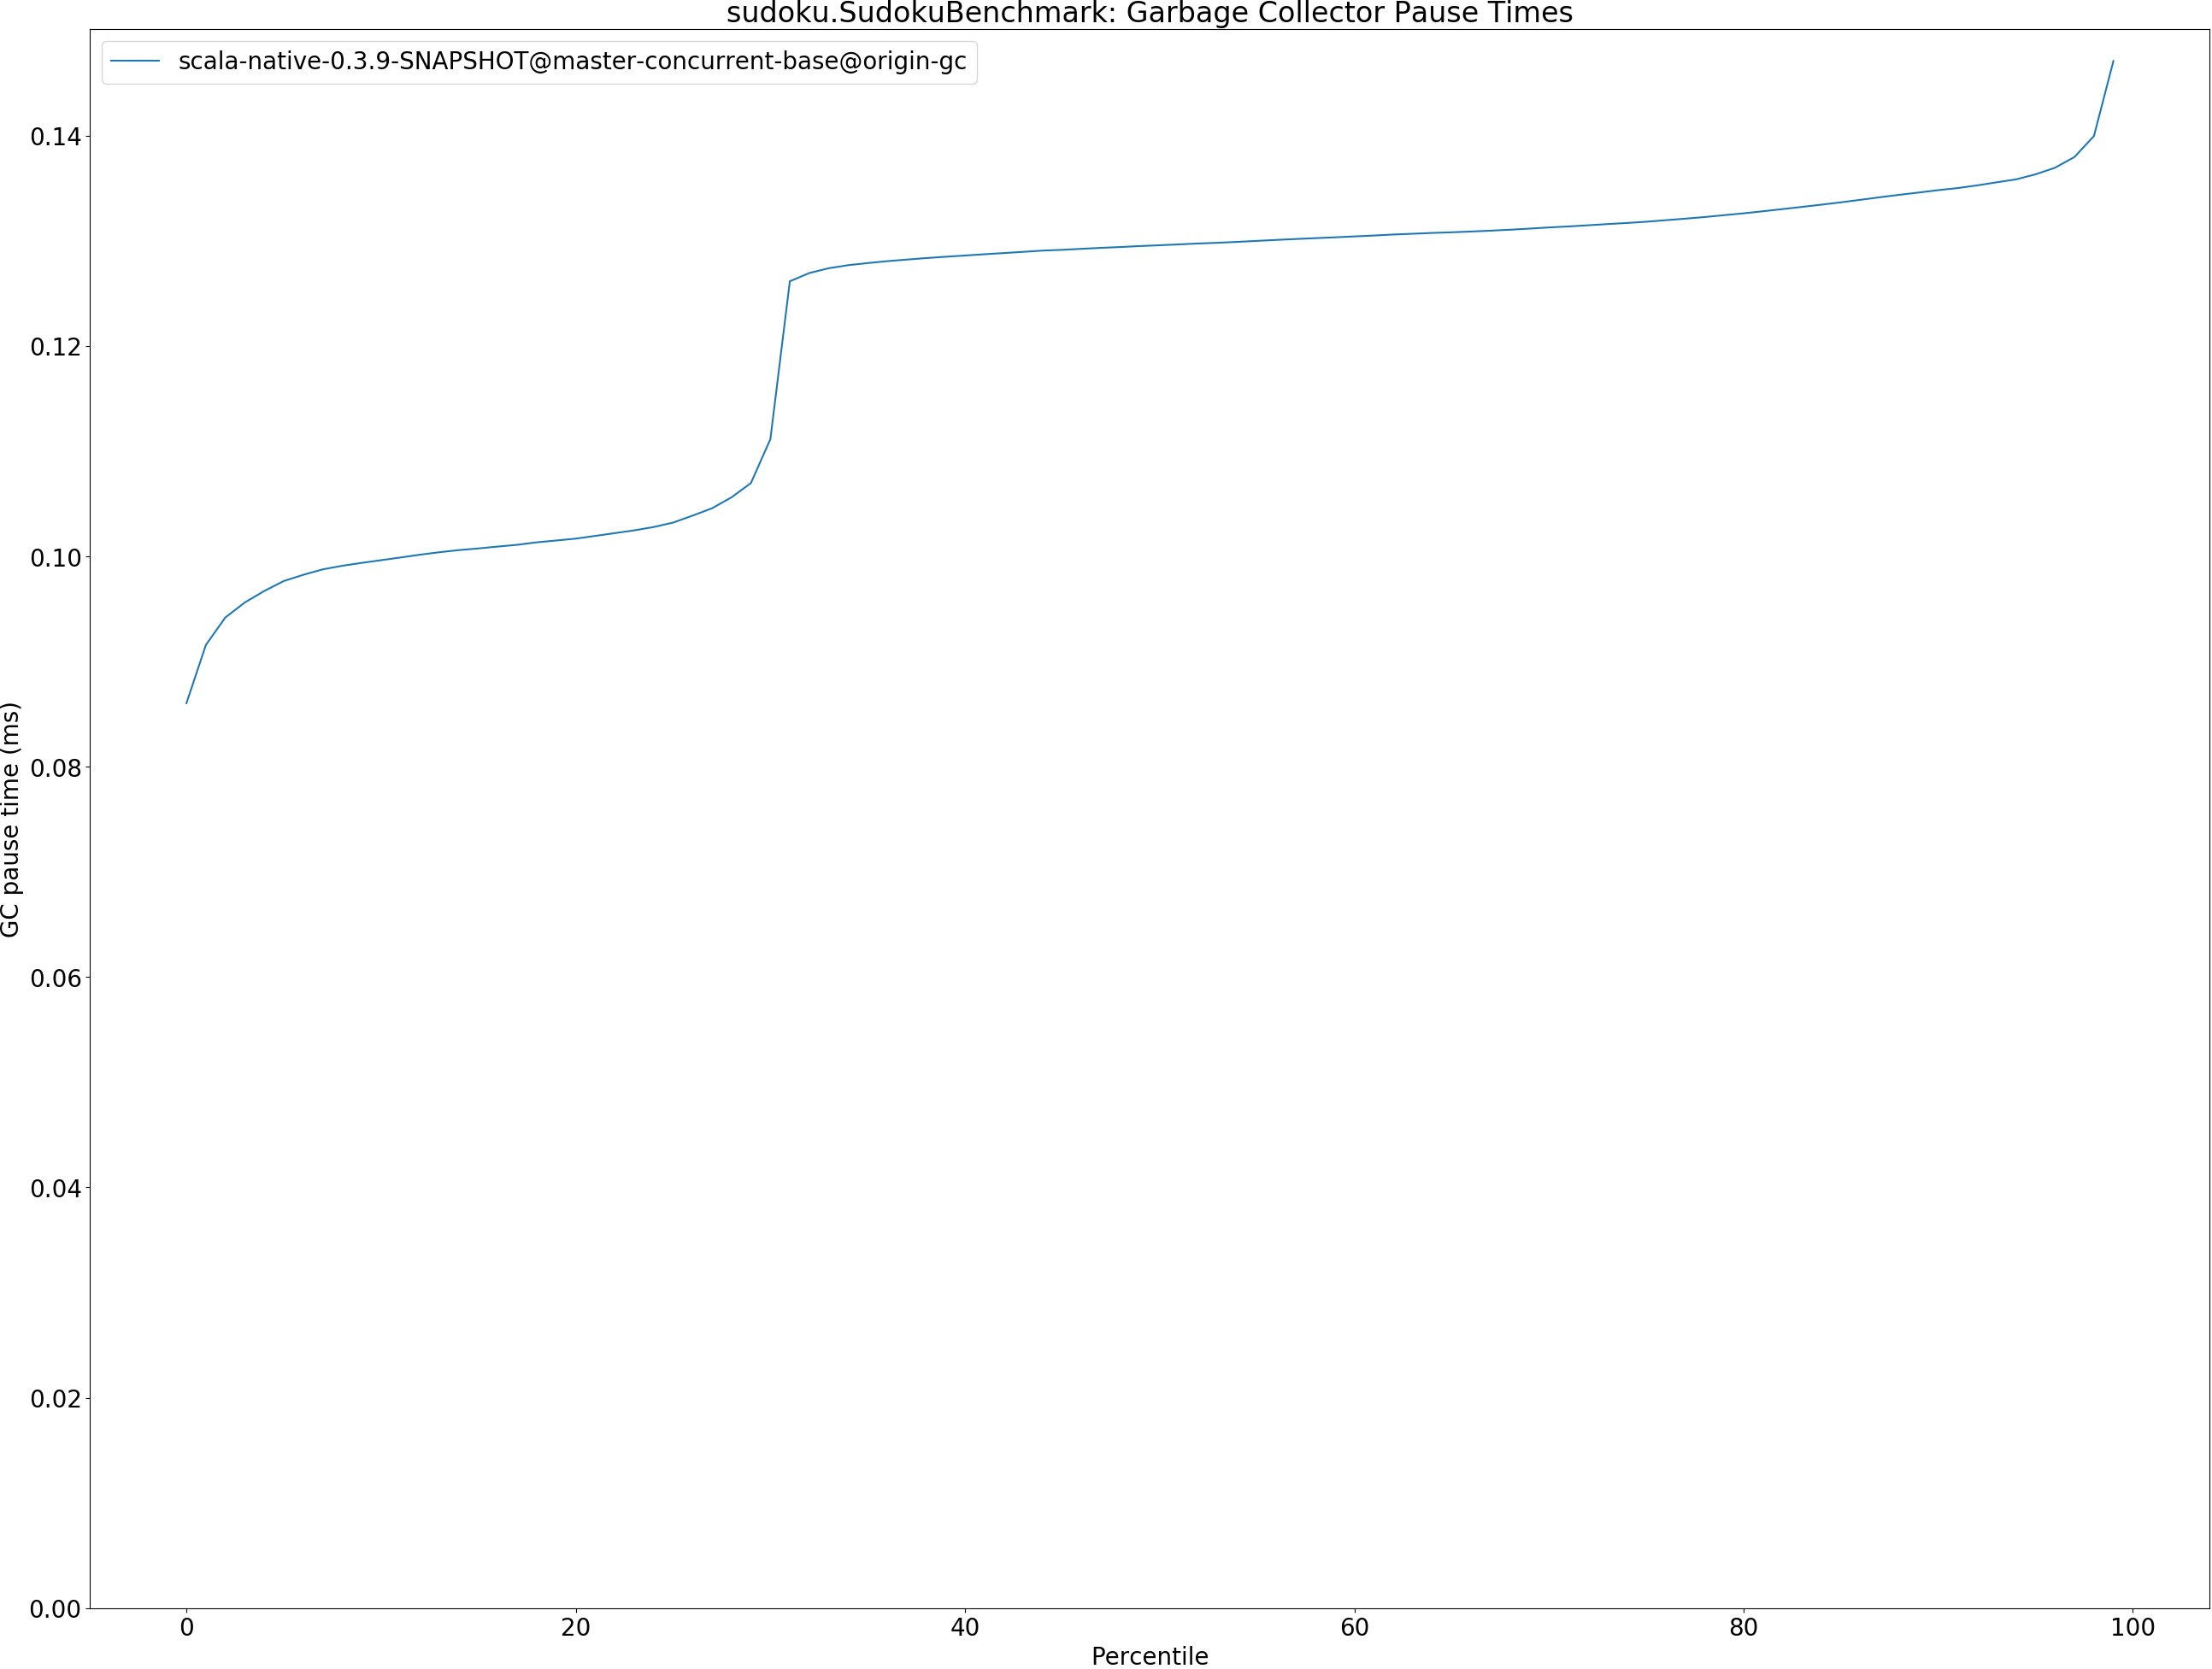 sudoku.SudokuBenchmark: Garbage Collector Pause Times
scala-native-0.3.9-SNAPSHOT@master-concurrent-base@origin-gc
GC pause time (ms)
0.14
0.12
0.10
0.08
0.06
0.04
0.02
0.00
0 20 40 60 80 100
Percentile